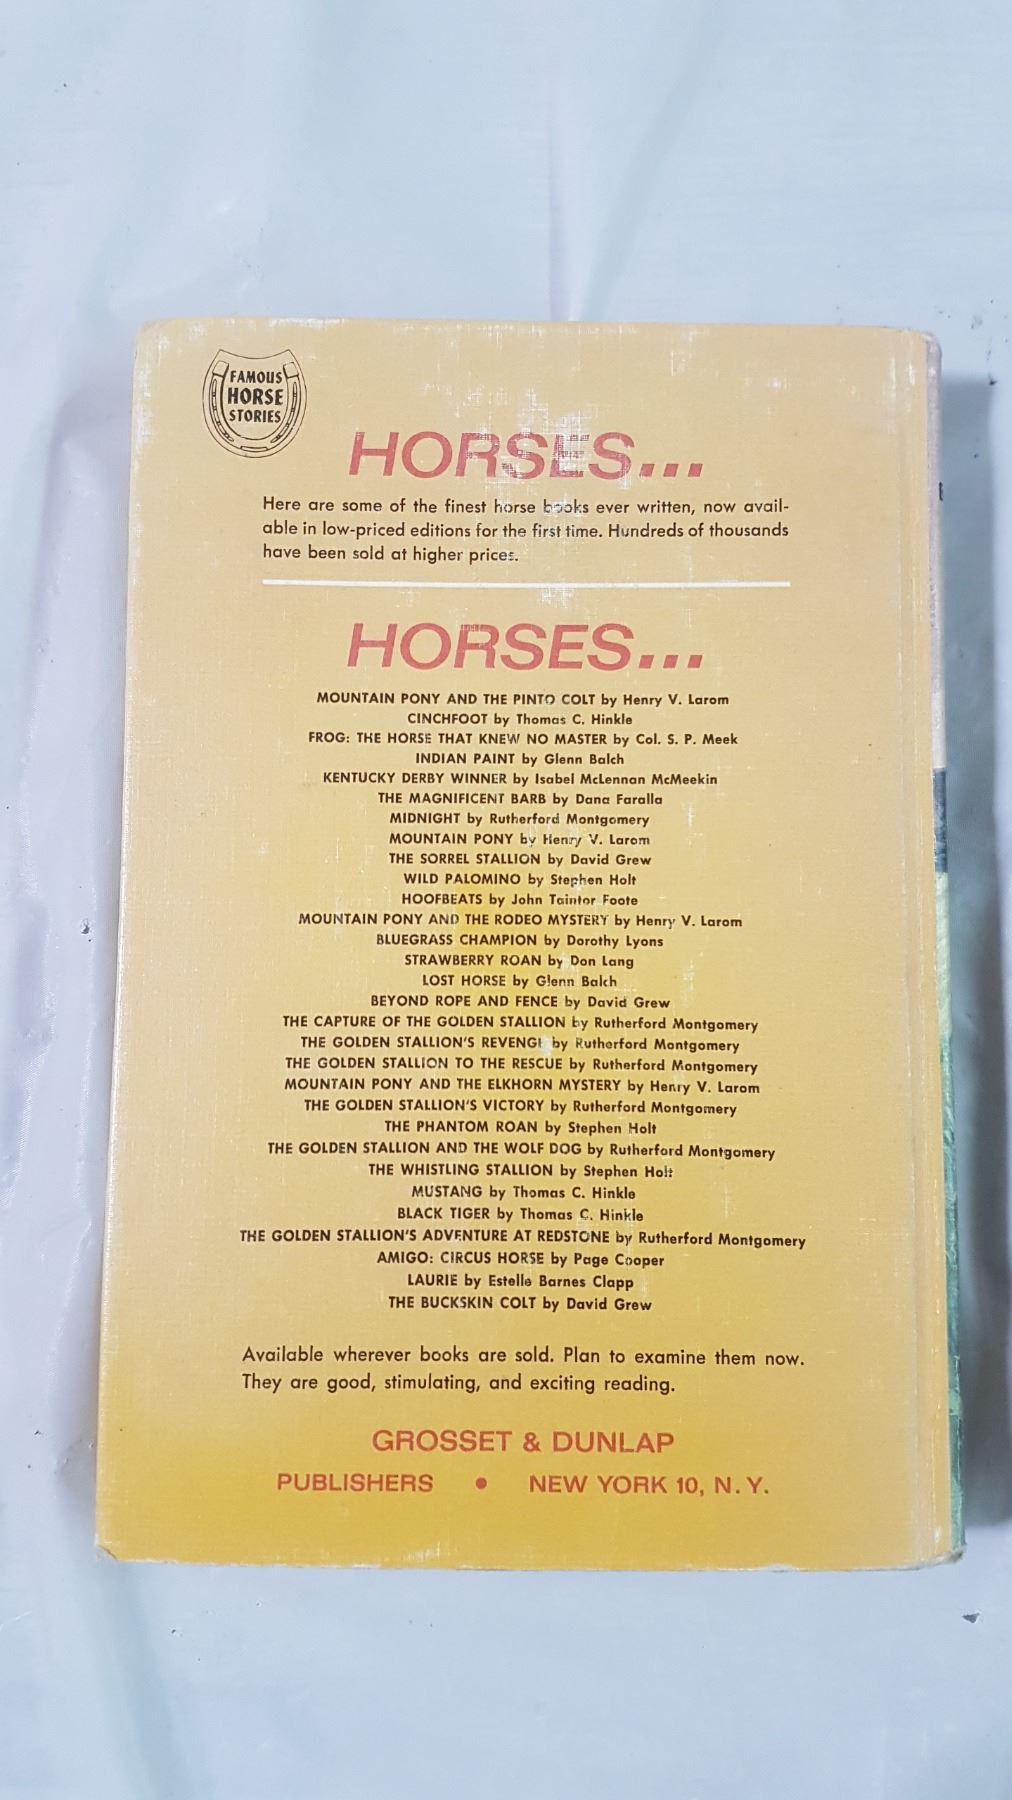 FAMOUS
HORSE
STORIES
HORSES...
Here are some of the finest horse books ever written, now avail-
able in low-priced editions for the first time. Hundreds of thousands
have been sold at higher prices.
HORSES...
MOUNTAIN PONY AND THE PINTO COLT by Henry V. Larom
CINCHFOOT by Thomas C. Hinkle
FROG: THE HORSE THAT KNEW NO MASTER by Col. S. P. Meek
INDIAN PAINT by Glenn Balch
KENTUCKY DERBY WINNER by Isabel McLennan McMeekin
THE MAGNIFICENT BARB by Dana Faralla
MIDNIGHT by Rutherford Montgomery
MOUNTAIN PONY by Henry V. Larom
THE SORREL STALLION by David Grew
WILD PALOMINO by Stephen Holt
HOOFBEATS by John Taintor Foote
MOUNTAIN PONY AND THE RODEO MYSTERY by Henry V. Larom
BLUEGRASS CHAMPION by Dorothy Lyons
STRAWBERRY ROAN by Don Lang
LOST HORSE by Glenn Balch
BEYOND ROPE AND FENCE by David Grew
THE CAPTURE OF THE GOLDEN STALLION by Rutherford Montgomery
THE GOLDEN STALLION'S REVENGE by Rutherford Montgomery
THE GOLDEN STALLION TO THE RESCUE by Rutherford Montgomery
MOUNTAIN PONY AND THE ELKHORN MYSTERY by Henry V. Larom
THE GOLDEN STALLION'S VICTORY by Rutherford Montgomery
THE PHANTOM ROAN by Stephen Holt
THE GOLDEN STALLION AND THE WOLF DOG by Rutherford Montgomery
THE WHISTLING STALLION by Stephen Holt
MUSTANG by Thomas C. Hinkle
BLACK TIGER by Thomas C. Hinkle
THE GOLDEN STALLION'S ADVENTURE AT REDSTONE by Rutherford Montgomery
AMIGO: CIRCUS HORSE by Page Cooper
LAURIE by Estelle Barnes Clapp
THE BUCKSKIN COLT by David Grew
Available wherever books are sold. Plan to examine them now.
They are good, stimulating, and exciting reading.
GROSSET & DUNLAP
PUBLISHERS • NEW YORK 10, N. Y.